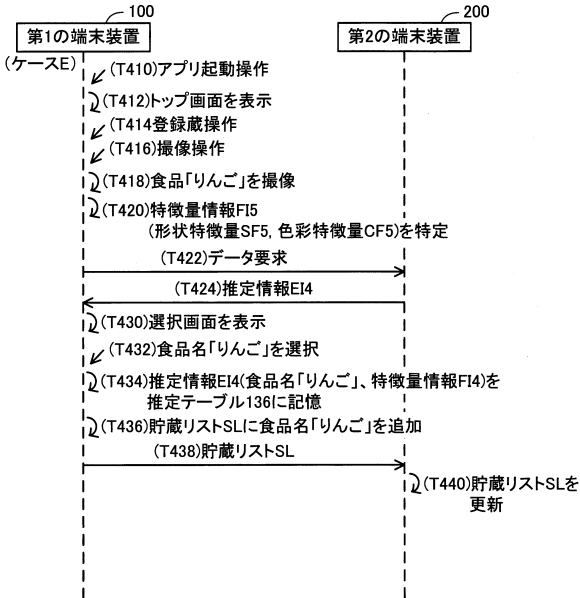 100
200
第1の端末装置
第2の端末装置
(ケースE)
(T410)アプリ起動操作
(T412)トップ画面を表示
(T414登録蔵操作
(T416)撮像操作
(T418)食品「りんご」を撮像
(T420)特徴量情報FI5
(形状特徴量SF5, 色彩特徴量CF5)を特定
(T422)データ要求
(T424)推定情報EI4
(T430)選択画面を表示
(T432)食品名「りんご」を選択
(T434)推定情報EI4(食品名「りんご」、特徴量情報FI4)を
推定テーブル136に記憶
(T436)貯蔵リストSLに食品名「りんご」を追加
(T438)貯蔵リストSL
(T440)貯蔵リストSLを
更新